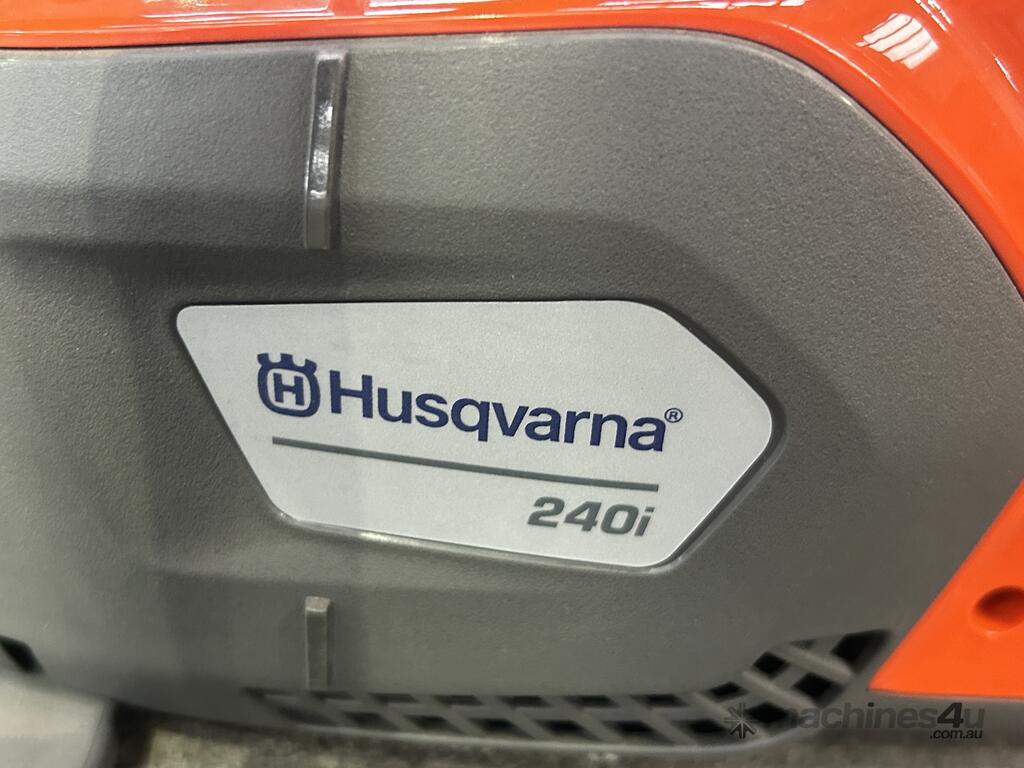 H Husqvarna®
240i
machines4u
.com.au